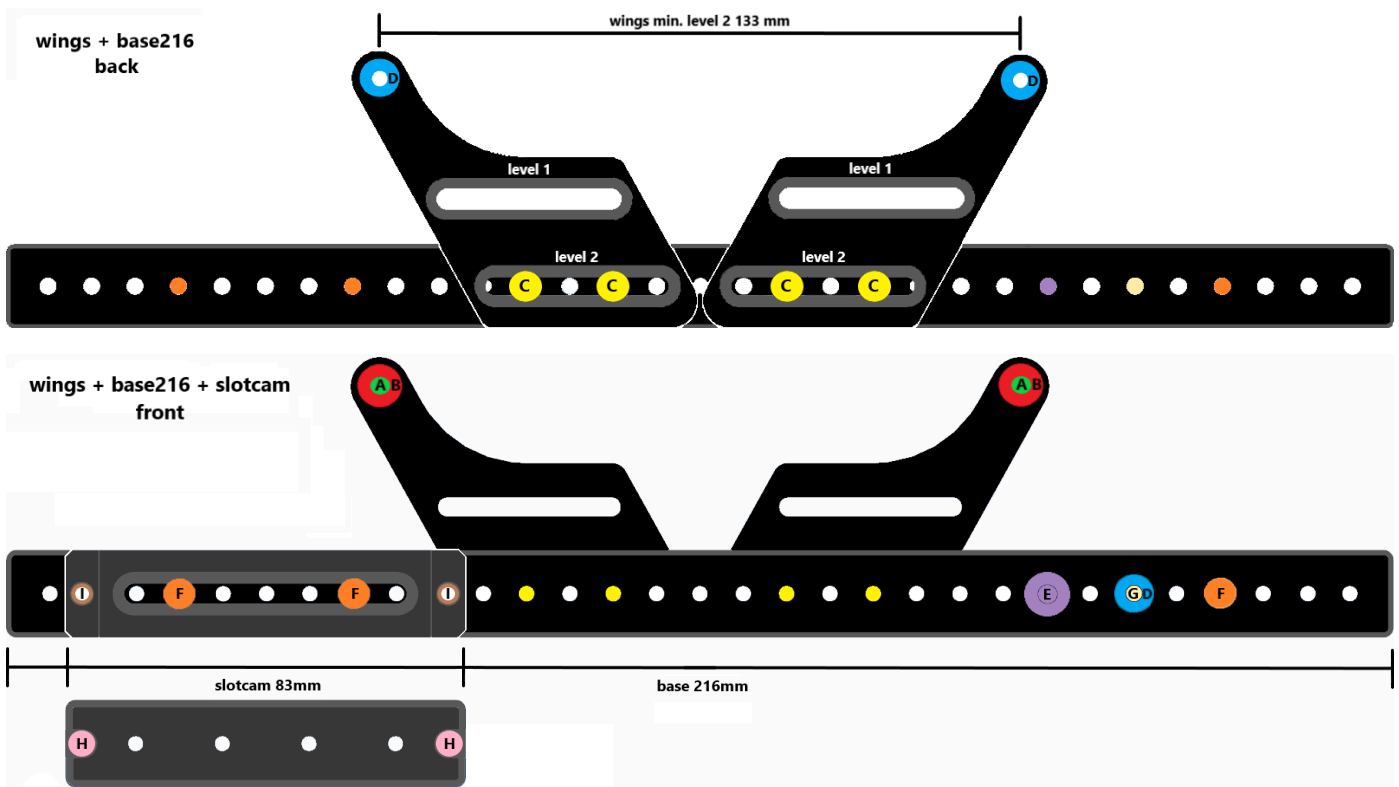 wings min. level 2 133 mm
wings + base216
back
D D
level 1 level 1
level 2 level 2
C C C C
wings + base216 + slotcam
front
A B A B
I F F I E G D F
slotcam 83mm base 216mm
H H